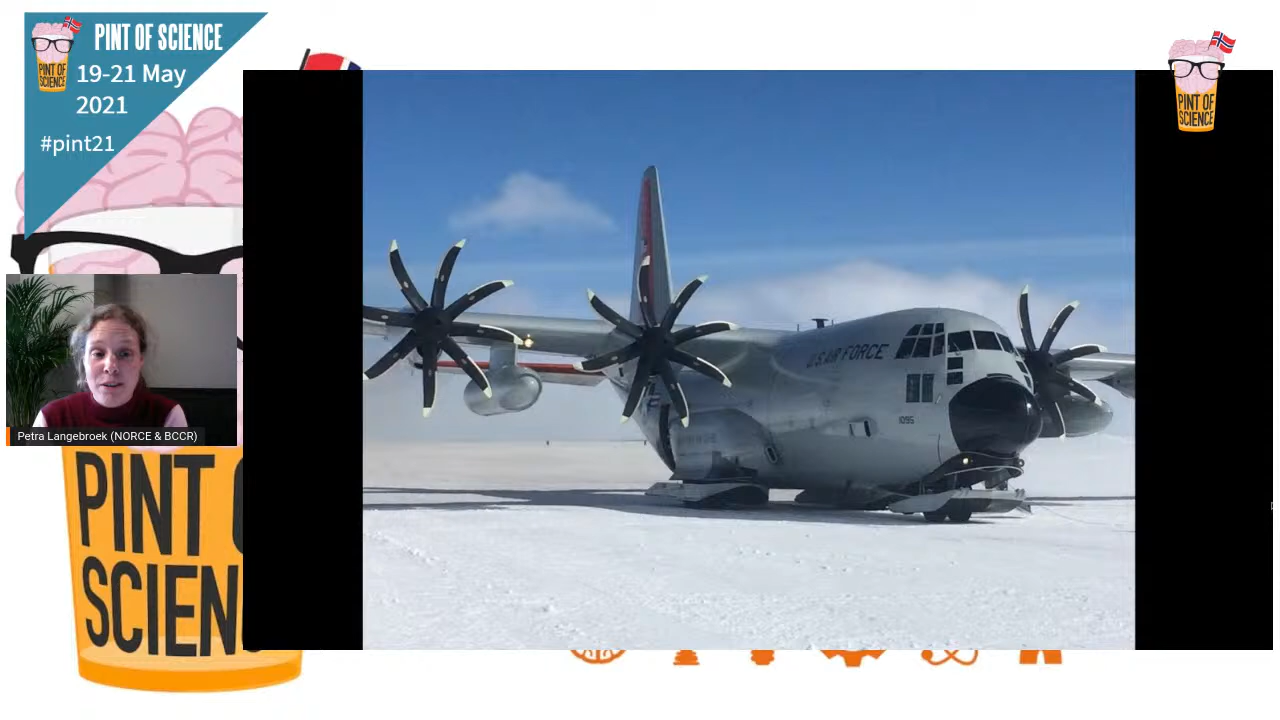 PINT OF SCIENCE
19-21 May
2021
#pint21
PINT OF
SCIENCE
PINT OF
SCIENCE
U.S. AIR FORCE
1095
Petra Langebroek (NORCE & BCCR)
PINT
SCIEN